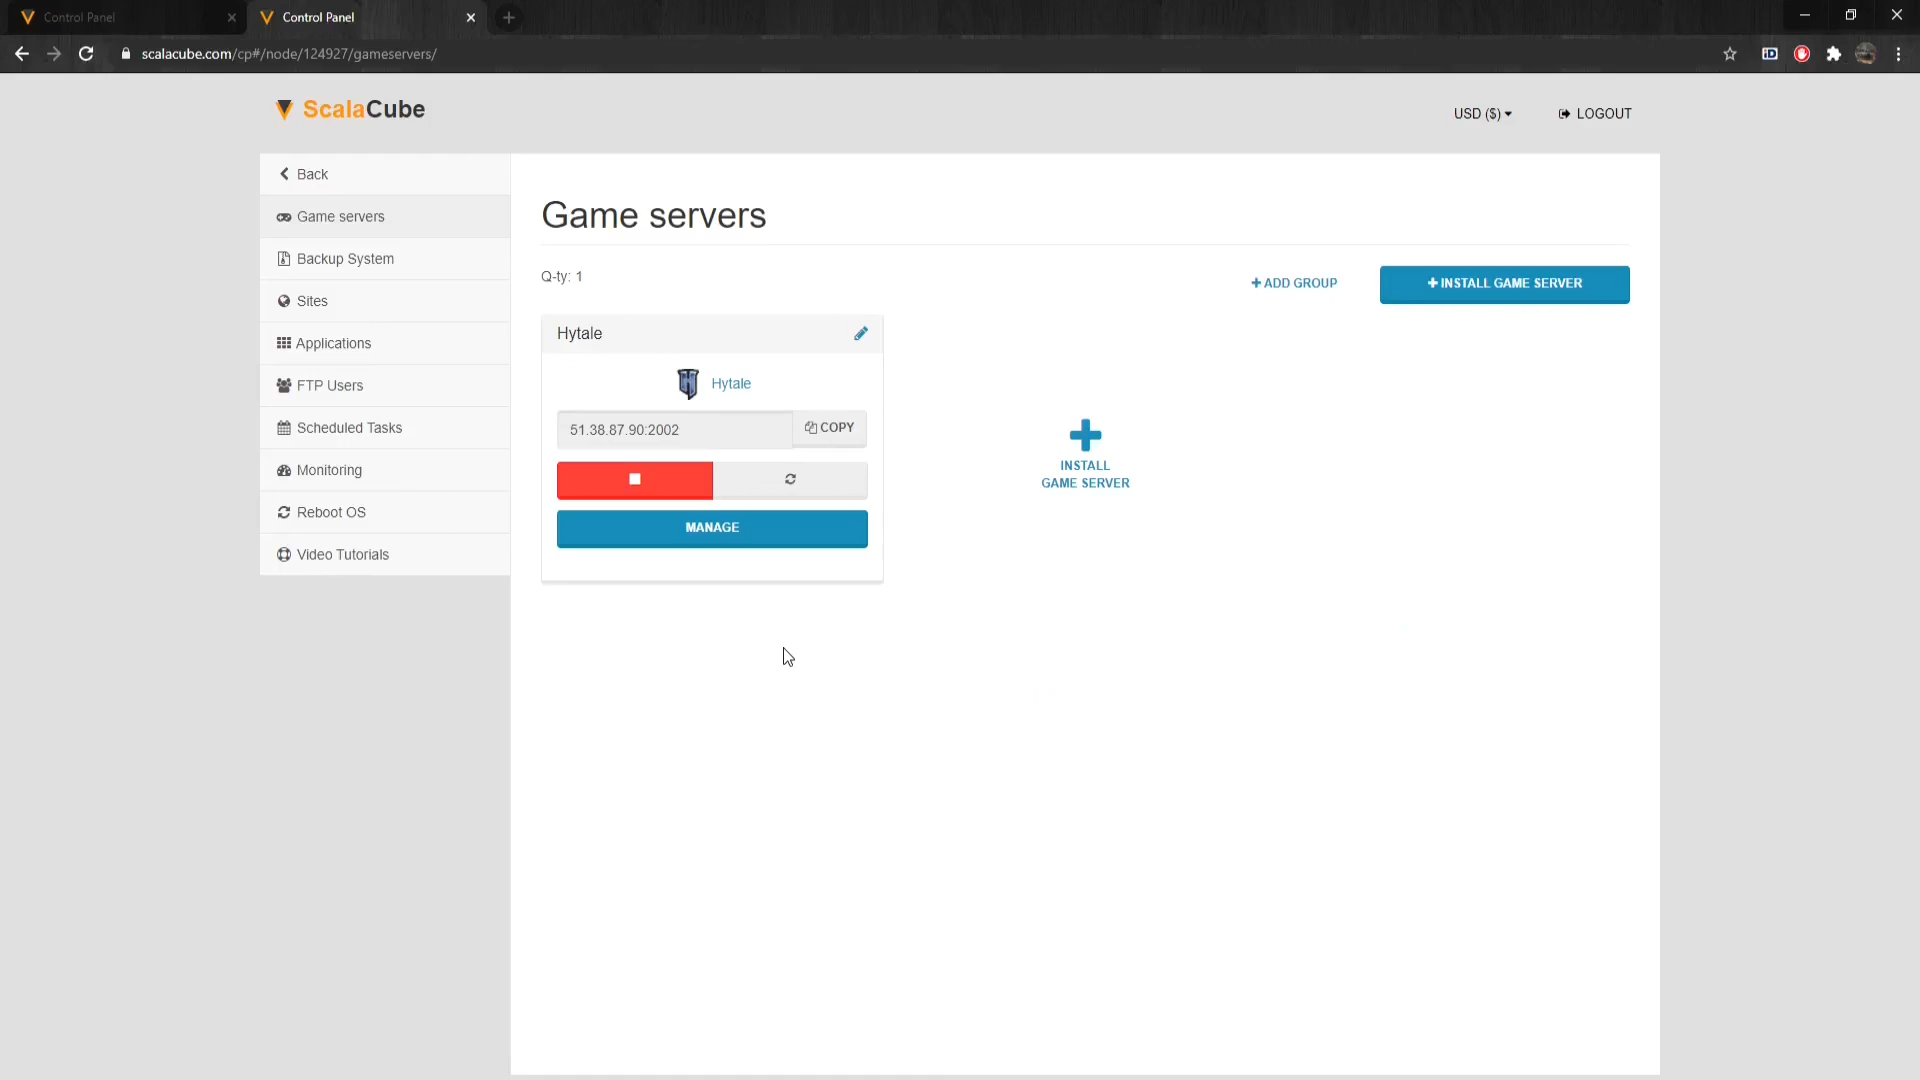 Control Panel
Control Panel
scalacube.com/cp#/node/124927/gameservers/
ScalaCube
USD ($)
LOGOUT
Back
Game servers
Backup System
Sites
Applications
FTP Users
Scheduled Tasks
Monitoring
Reboot OS
Video Tutorials
Game servers
Q-ty: 1
ADD GROUP
INSTALL GAME SERVER
Hytale
Hytale
51.38.87.90:2002
COPY
MANAGE
INSTALL
GAME SERVER